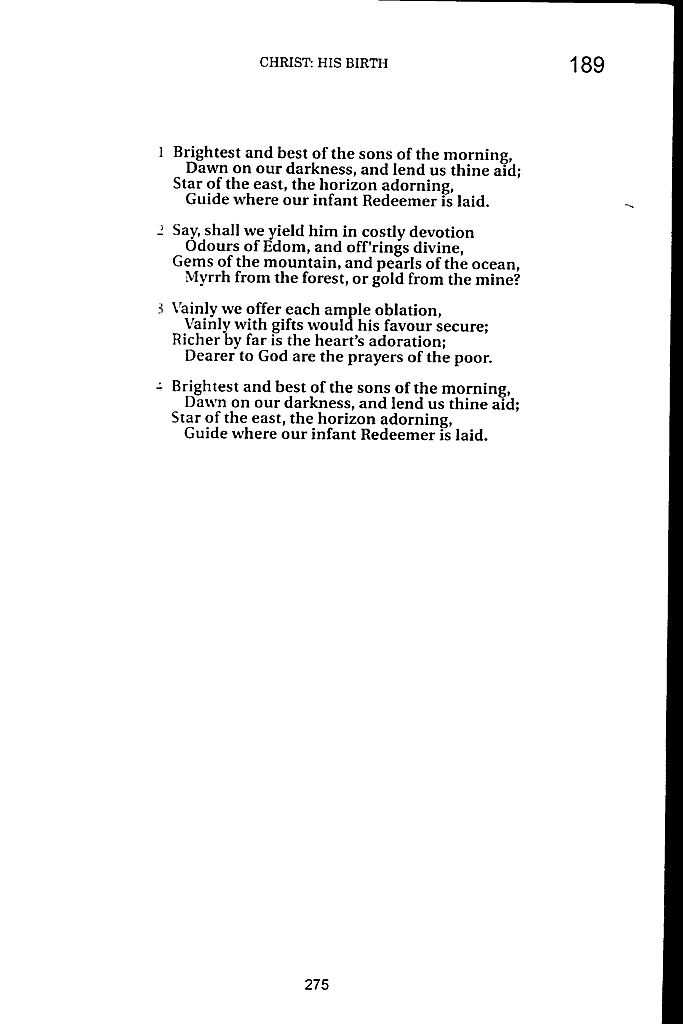 CHRIST: HIS BIRTH 189
1 Brightest and best of the sons of the morning,
Dawn on our darkness, and lend us thine aid;
Star of the east, the horizon adorning,
Guide where our infant Redeemer is laid.
2 Say, shall we yield him in costly devotion
Odours of Edom, and off'rings divine,
Gems of the mountain, and pearls of the ocean,
Myrrh from the forest, or gold from the mine?
3 Vainly we offer each ample oblation,
Vainly with gifts would his favour secure;
Richer by far is the heart's adoration;
Dearer to God are the prayers of the poor.
4 Brightest and best of the sons of the morning,
Dawn on our darkness, and lend us thine aid;
Star of the east, the horizon adorning,
Guide where our infant Redeemer is laid.
275